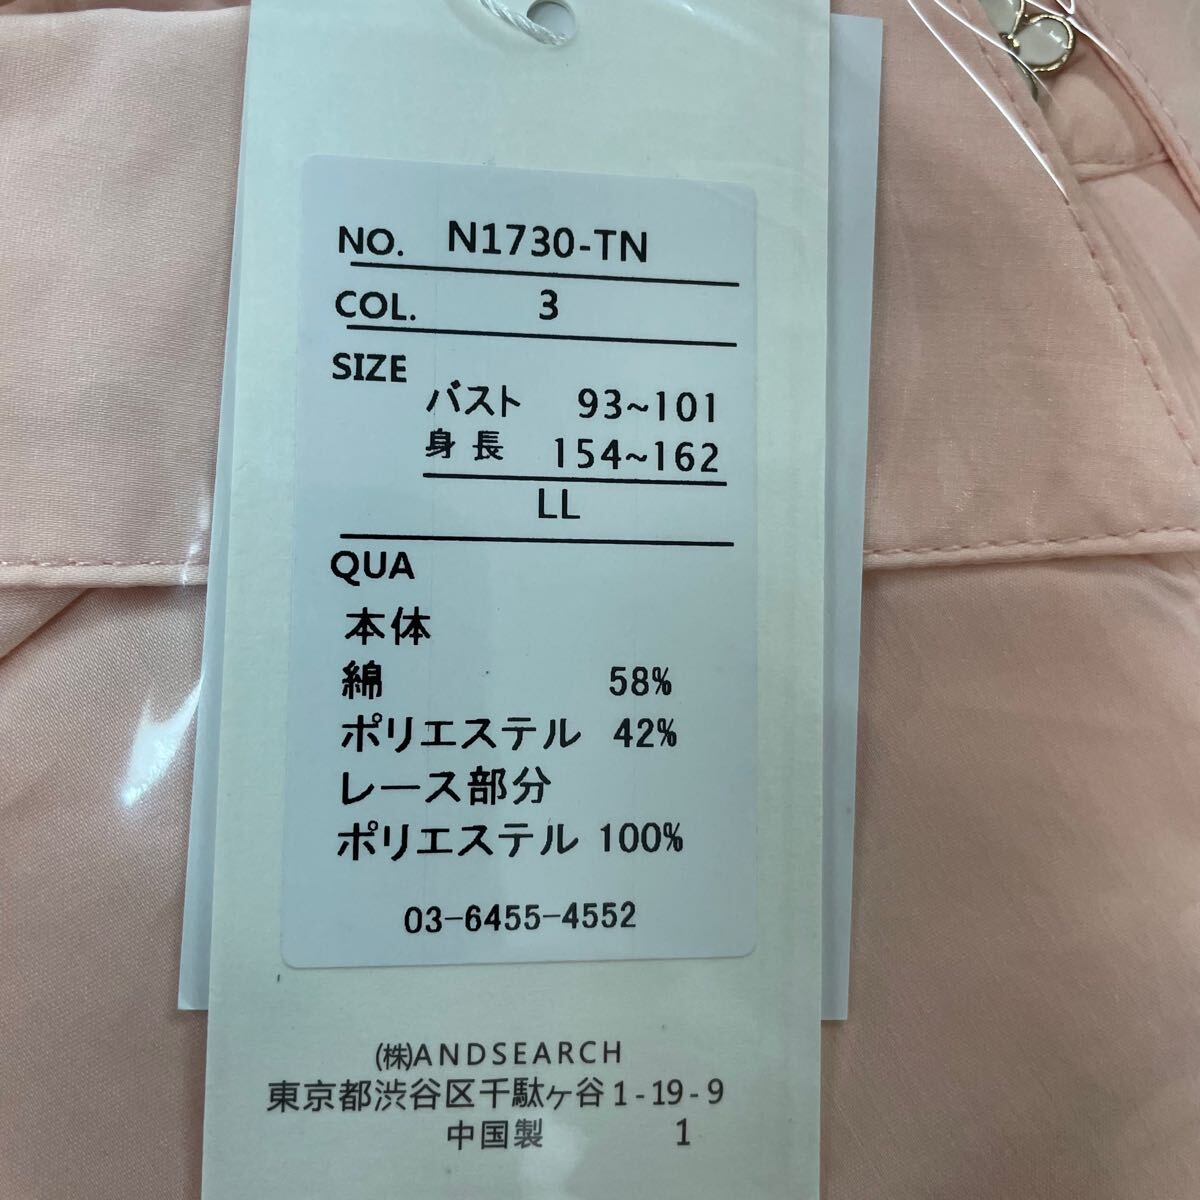 NO. N1730-TN
COL. 3
SIZE
バスト 93~101
身長 154~162
LL
QUA
本体
綿 58%
ポリエステル 42%
レース部分
ポリエステル 100%
03-6455-4552
(株)ANDSEARCH
東京都渋谷区千駄ヶ谷1-19-9
中国製 1